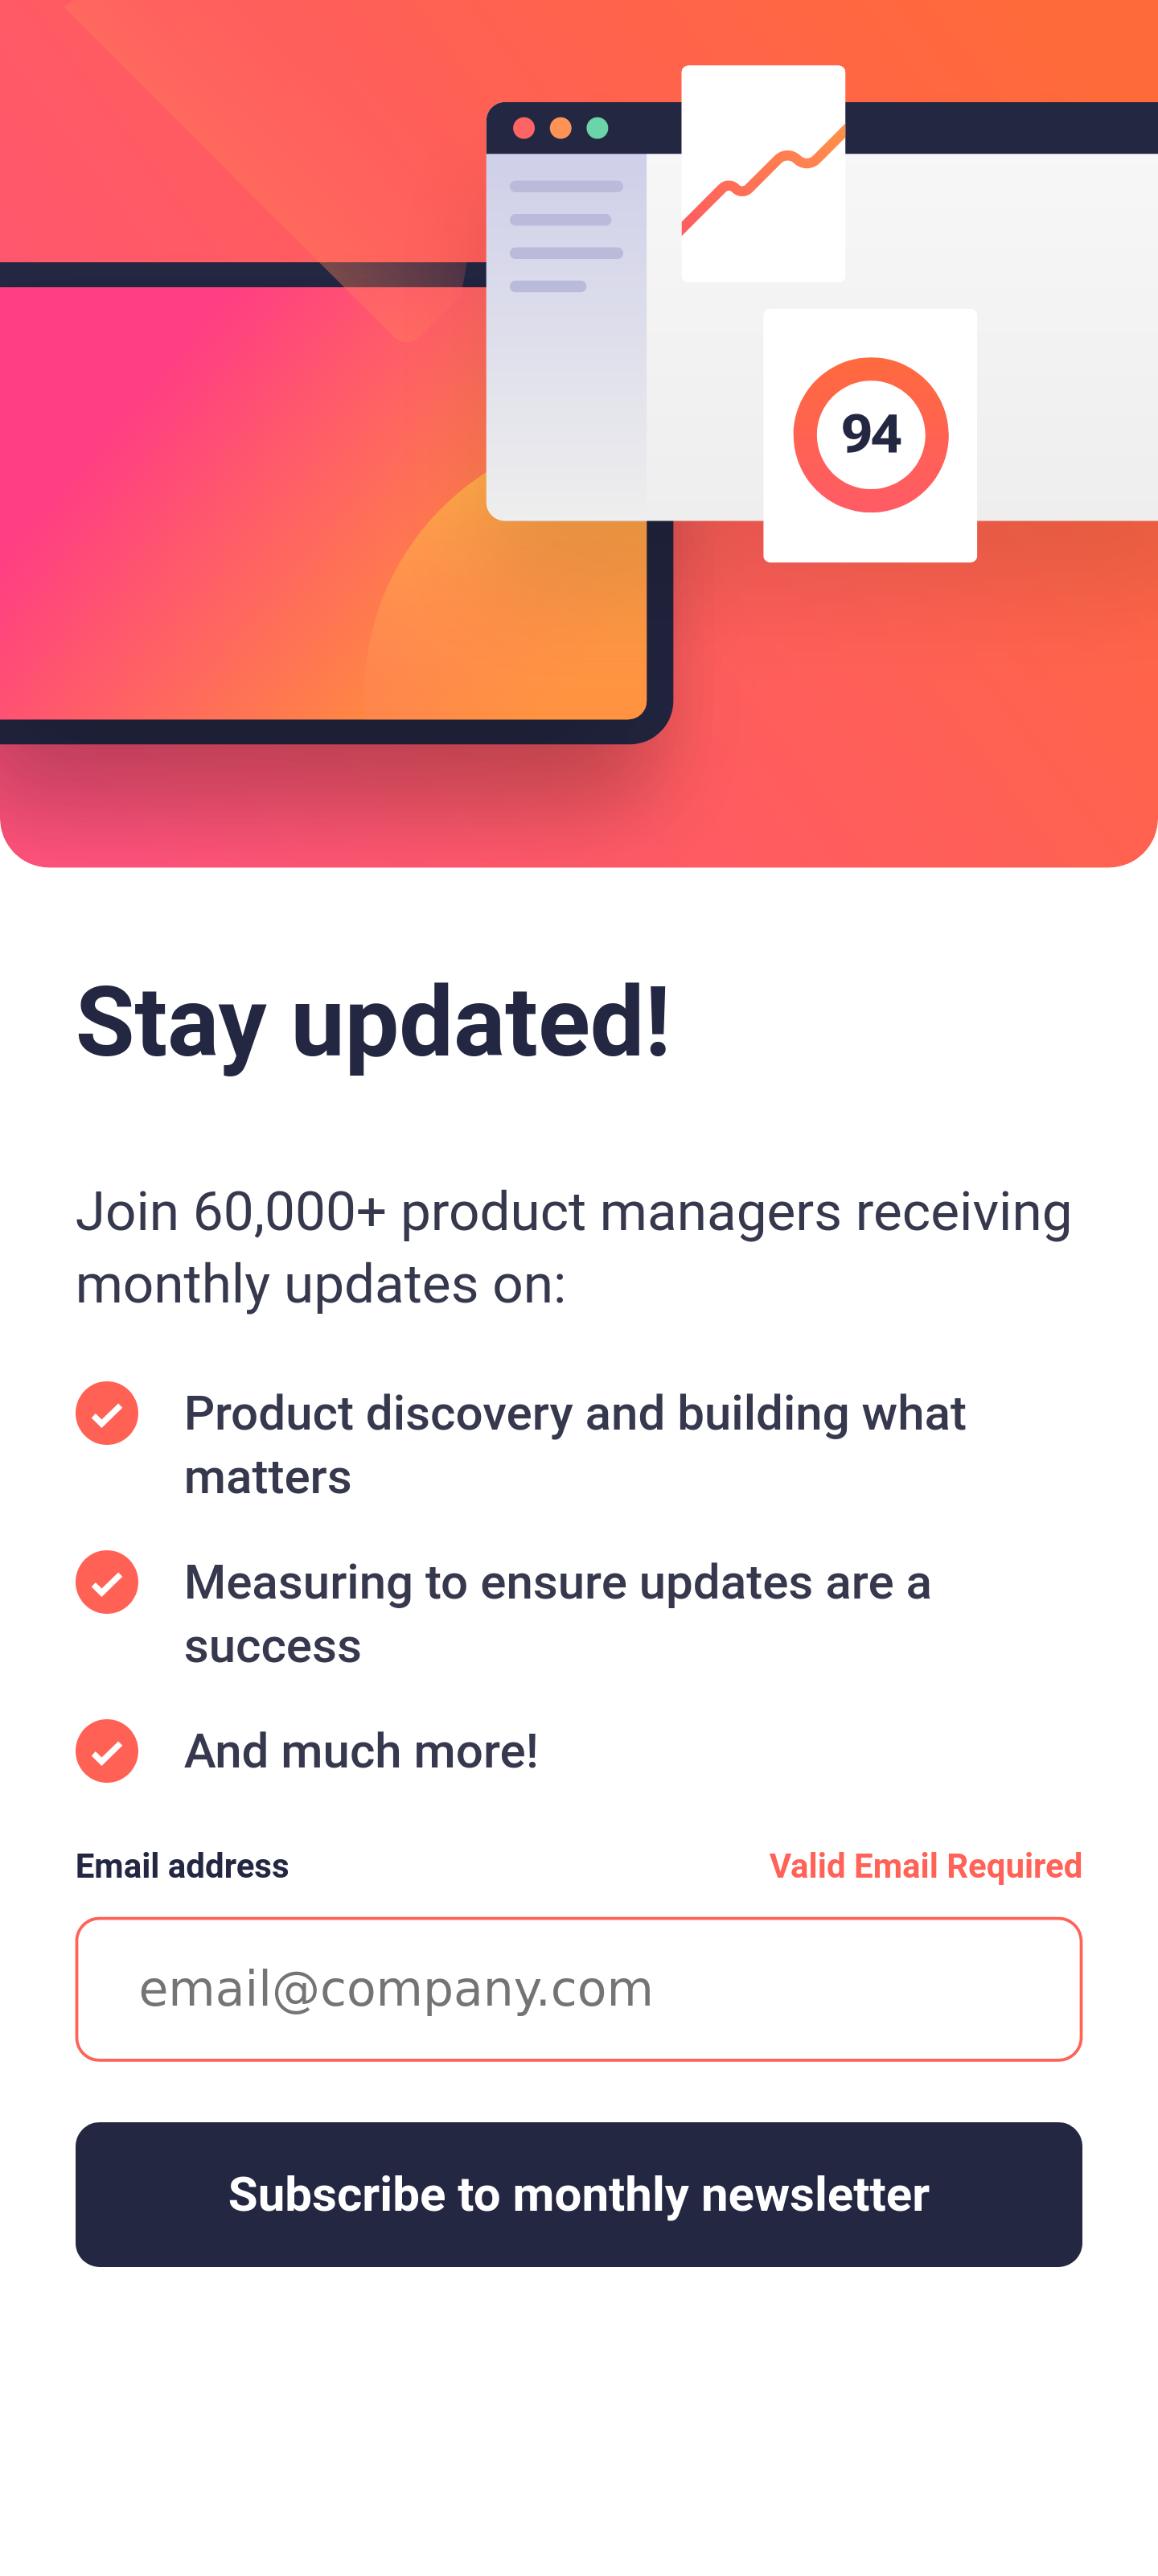 94
Stay updated!
Join 60,000+ product managers receiving
monthly updates on:
Product discovery and building what
matters
Measuring to ensure updates are a
success
And much more!
Email address
Valid Email Required
email@company.com
Subscribe to monthly newsletter